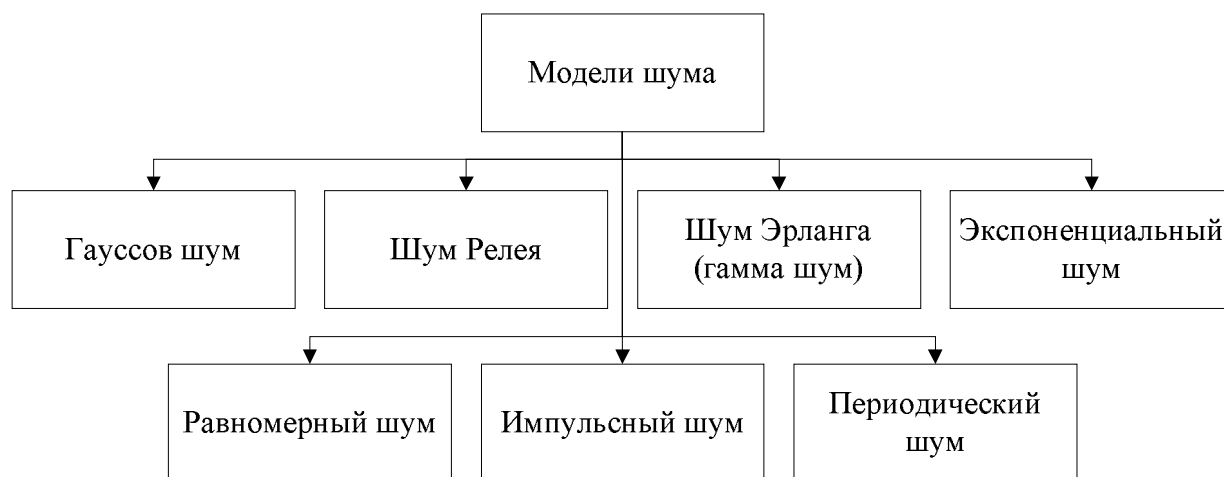 Модели шума
Гауссов шум
Шум Релея
Шум Эрланга
(гамма шум)
Экспоненциальный
шум
Равномерный шум
Импульсный шум
Периодический
шум